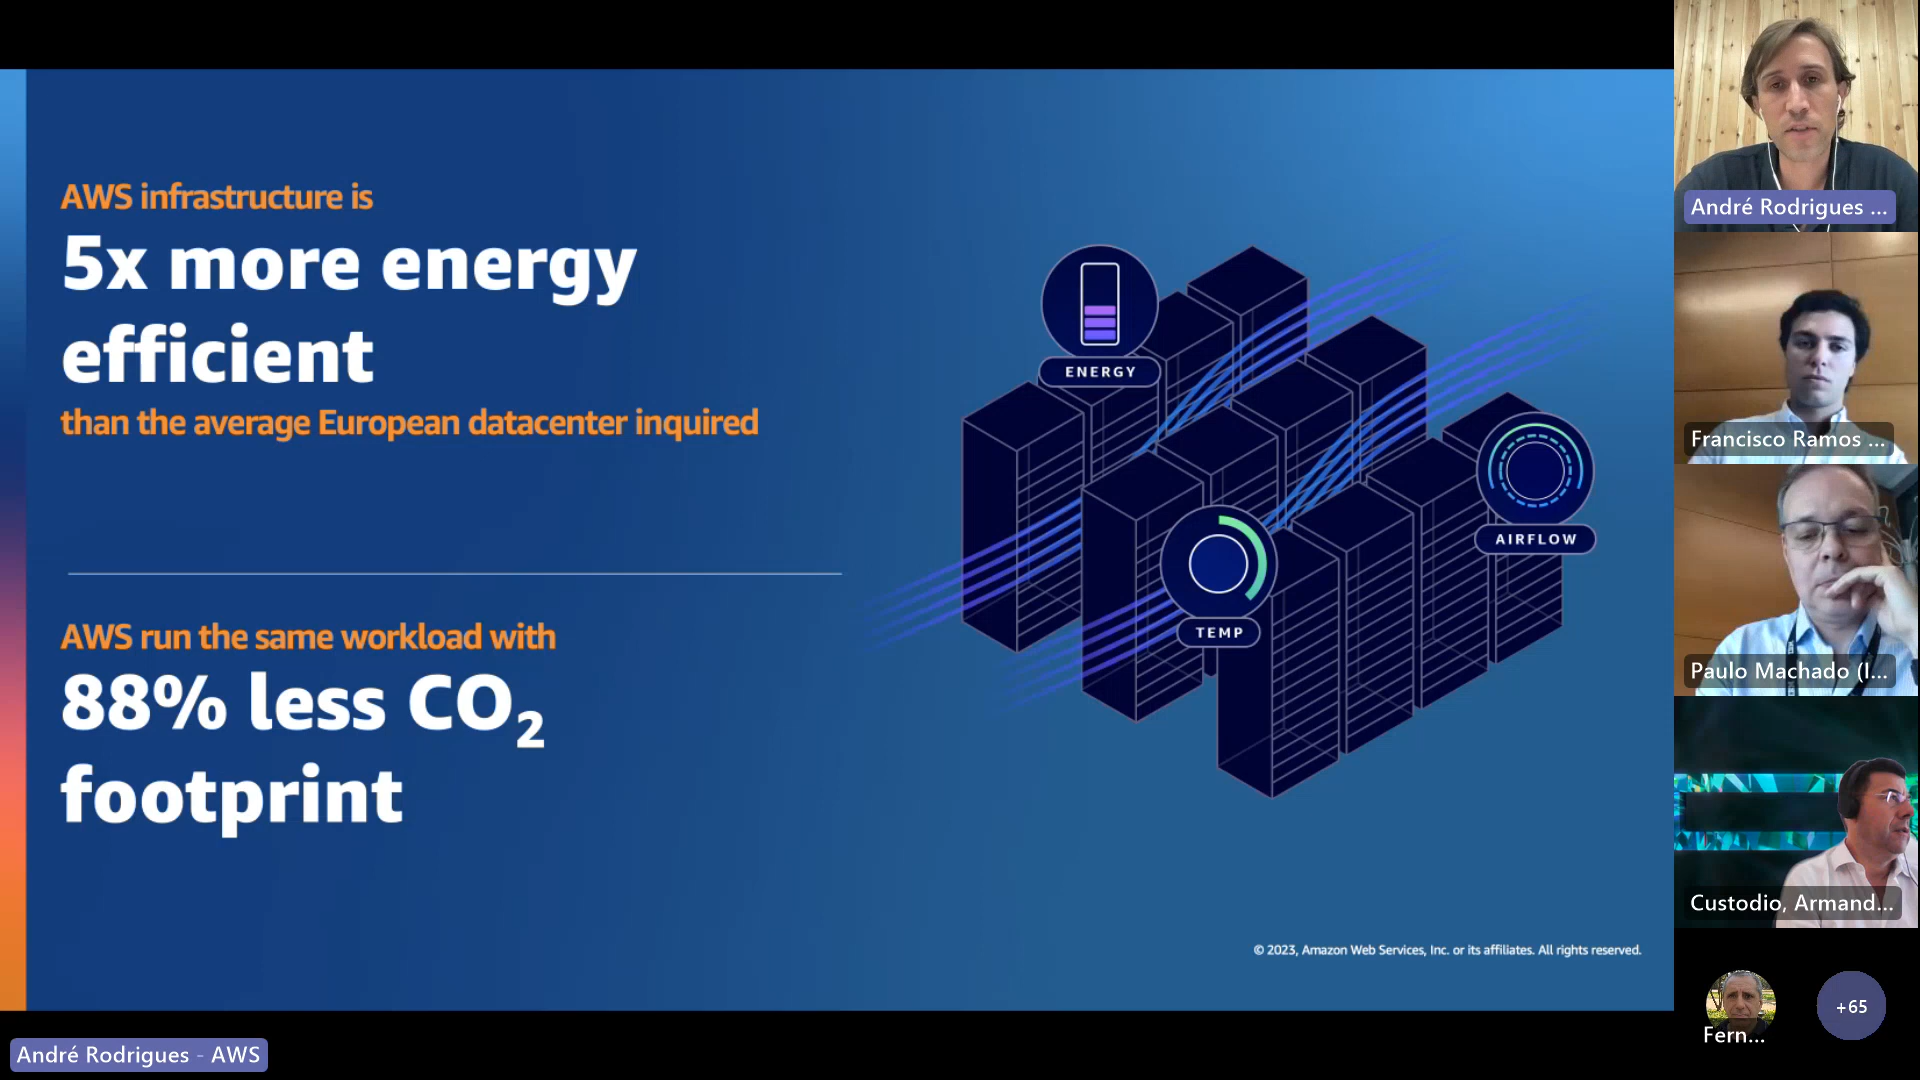 AWS infrastructure is
5x more energy
efficient
than the average European datacenter inquired
AWS run the same workload with
88% less CO₂
footprint
ENERGY
TEMP
AIRFLOW
© 2023, Amazon Web Services, Inc. or its affiliates. All rights reserved.
André Rodrigues - AWS
André Rodrigues ...
Francisco Ramos ...
Paulo Machado (I...
Custodio, Armand...
Fern...
+65